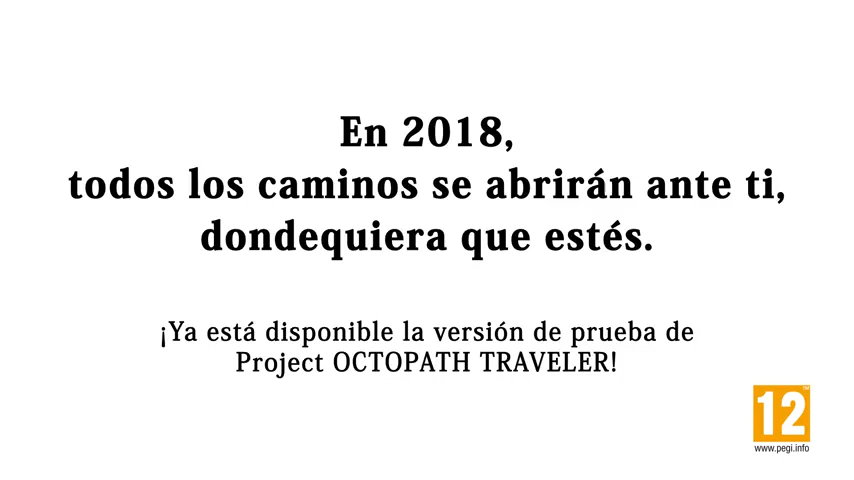 En 2018,
todos los caminos se abrirán ante ti,
dondequiera que estés.
¡Ya está disponible la versión de prueba de
Project OCTOPATH TRAVELER!
12
www.pegi.info